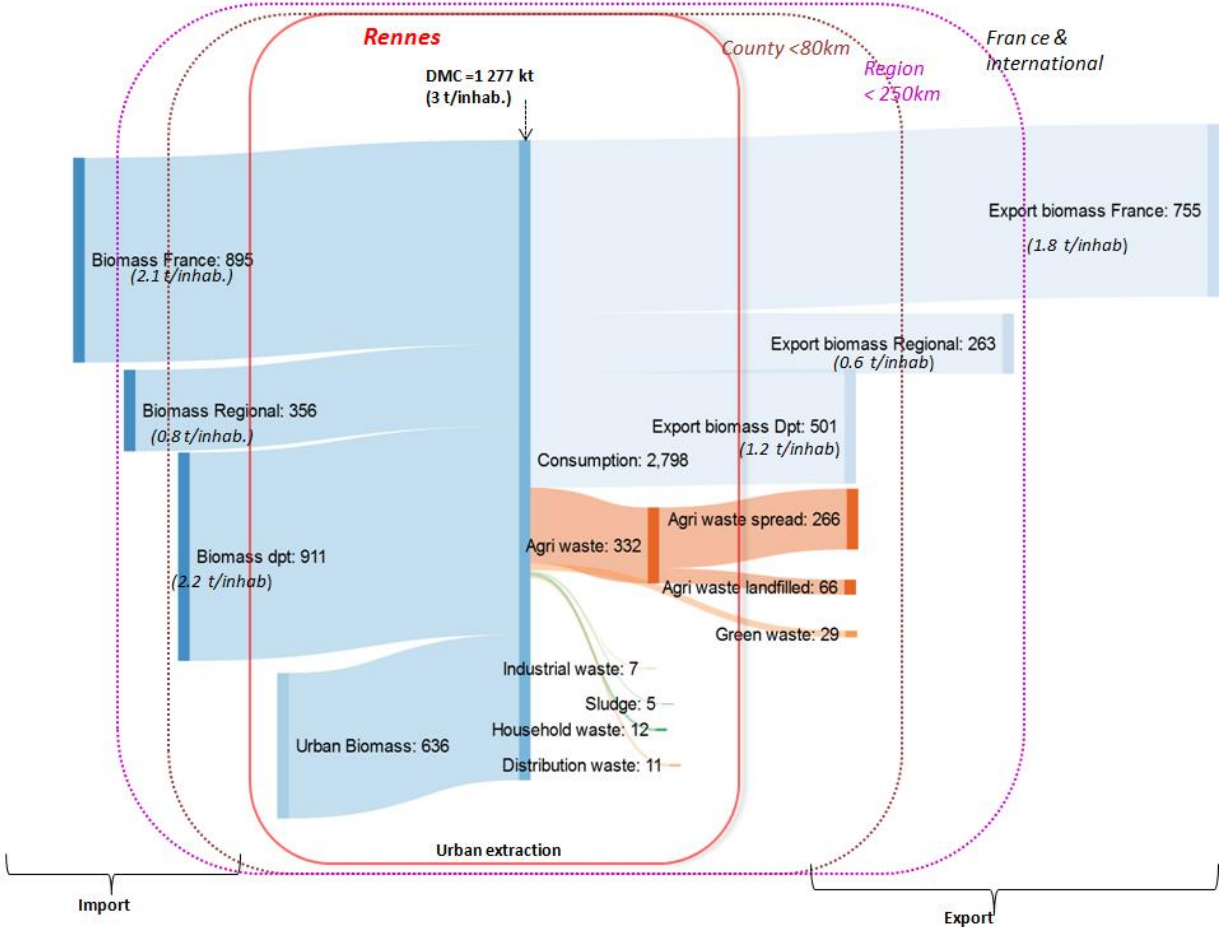 Rennes
County <80km
Fran ce &
international
Region
< 250km
DMC =1 277 kt
(3 t/inhab.)
Biomass France: 895
(2.1 t/inhab.)
Export biomass France: 755
(1.8 t/inhab)
Biomass Regional: 356
(0.8 t/inhab.)
Export biomass Regional: 263
(0.6 t/inhab)
Export biomass Dpt: 501
(1.2 t/inhab)
Consumption: 2,798
Biomass dpt: 911
(2.2 t/inhab)
Agri waste: 332
Agri waste spread: 266
Agri waste landfilled: 66
Green waste: 29
Industrial waste: 7
Sludge: 5
Household waste: 12
Distribution waste: 11
Urban Biomass: 636
Urban extraction
Import
Export